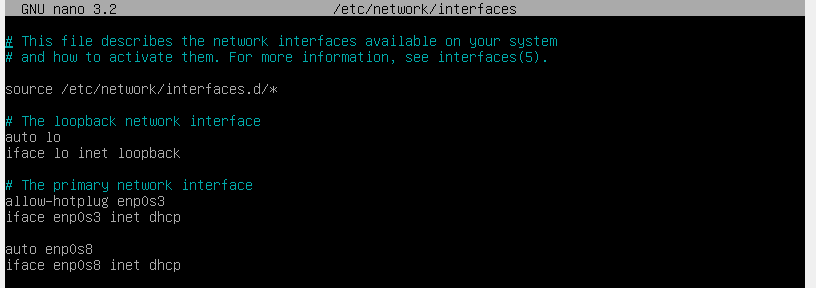 GNU nano 3.2 /etc/network/interfaces
# This file describes the network interfaces available on your system
# and how to activate them. For more information, see interfaces(5).
source /etc/network/interfaces.d/*
# The loopback network interface
auto lo
iface lo inet loopback
# The primary network interface
allow-hotplug enp0s3
iface enp0s3 inet dhcp
auto enp0s8
iface enp0s8 inet dhcp